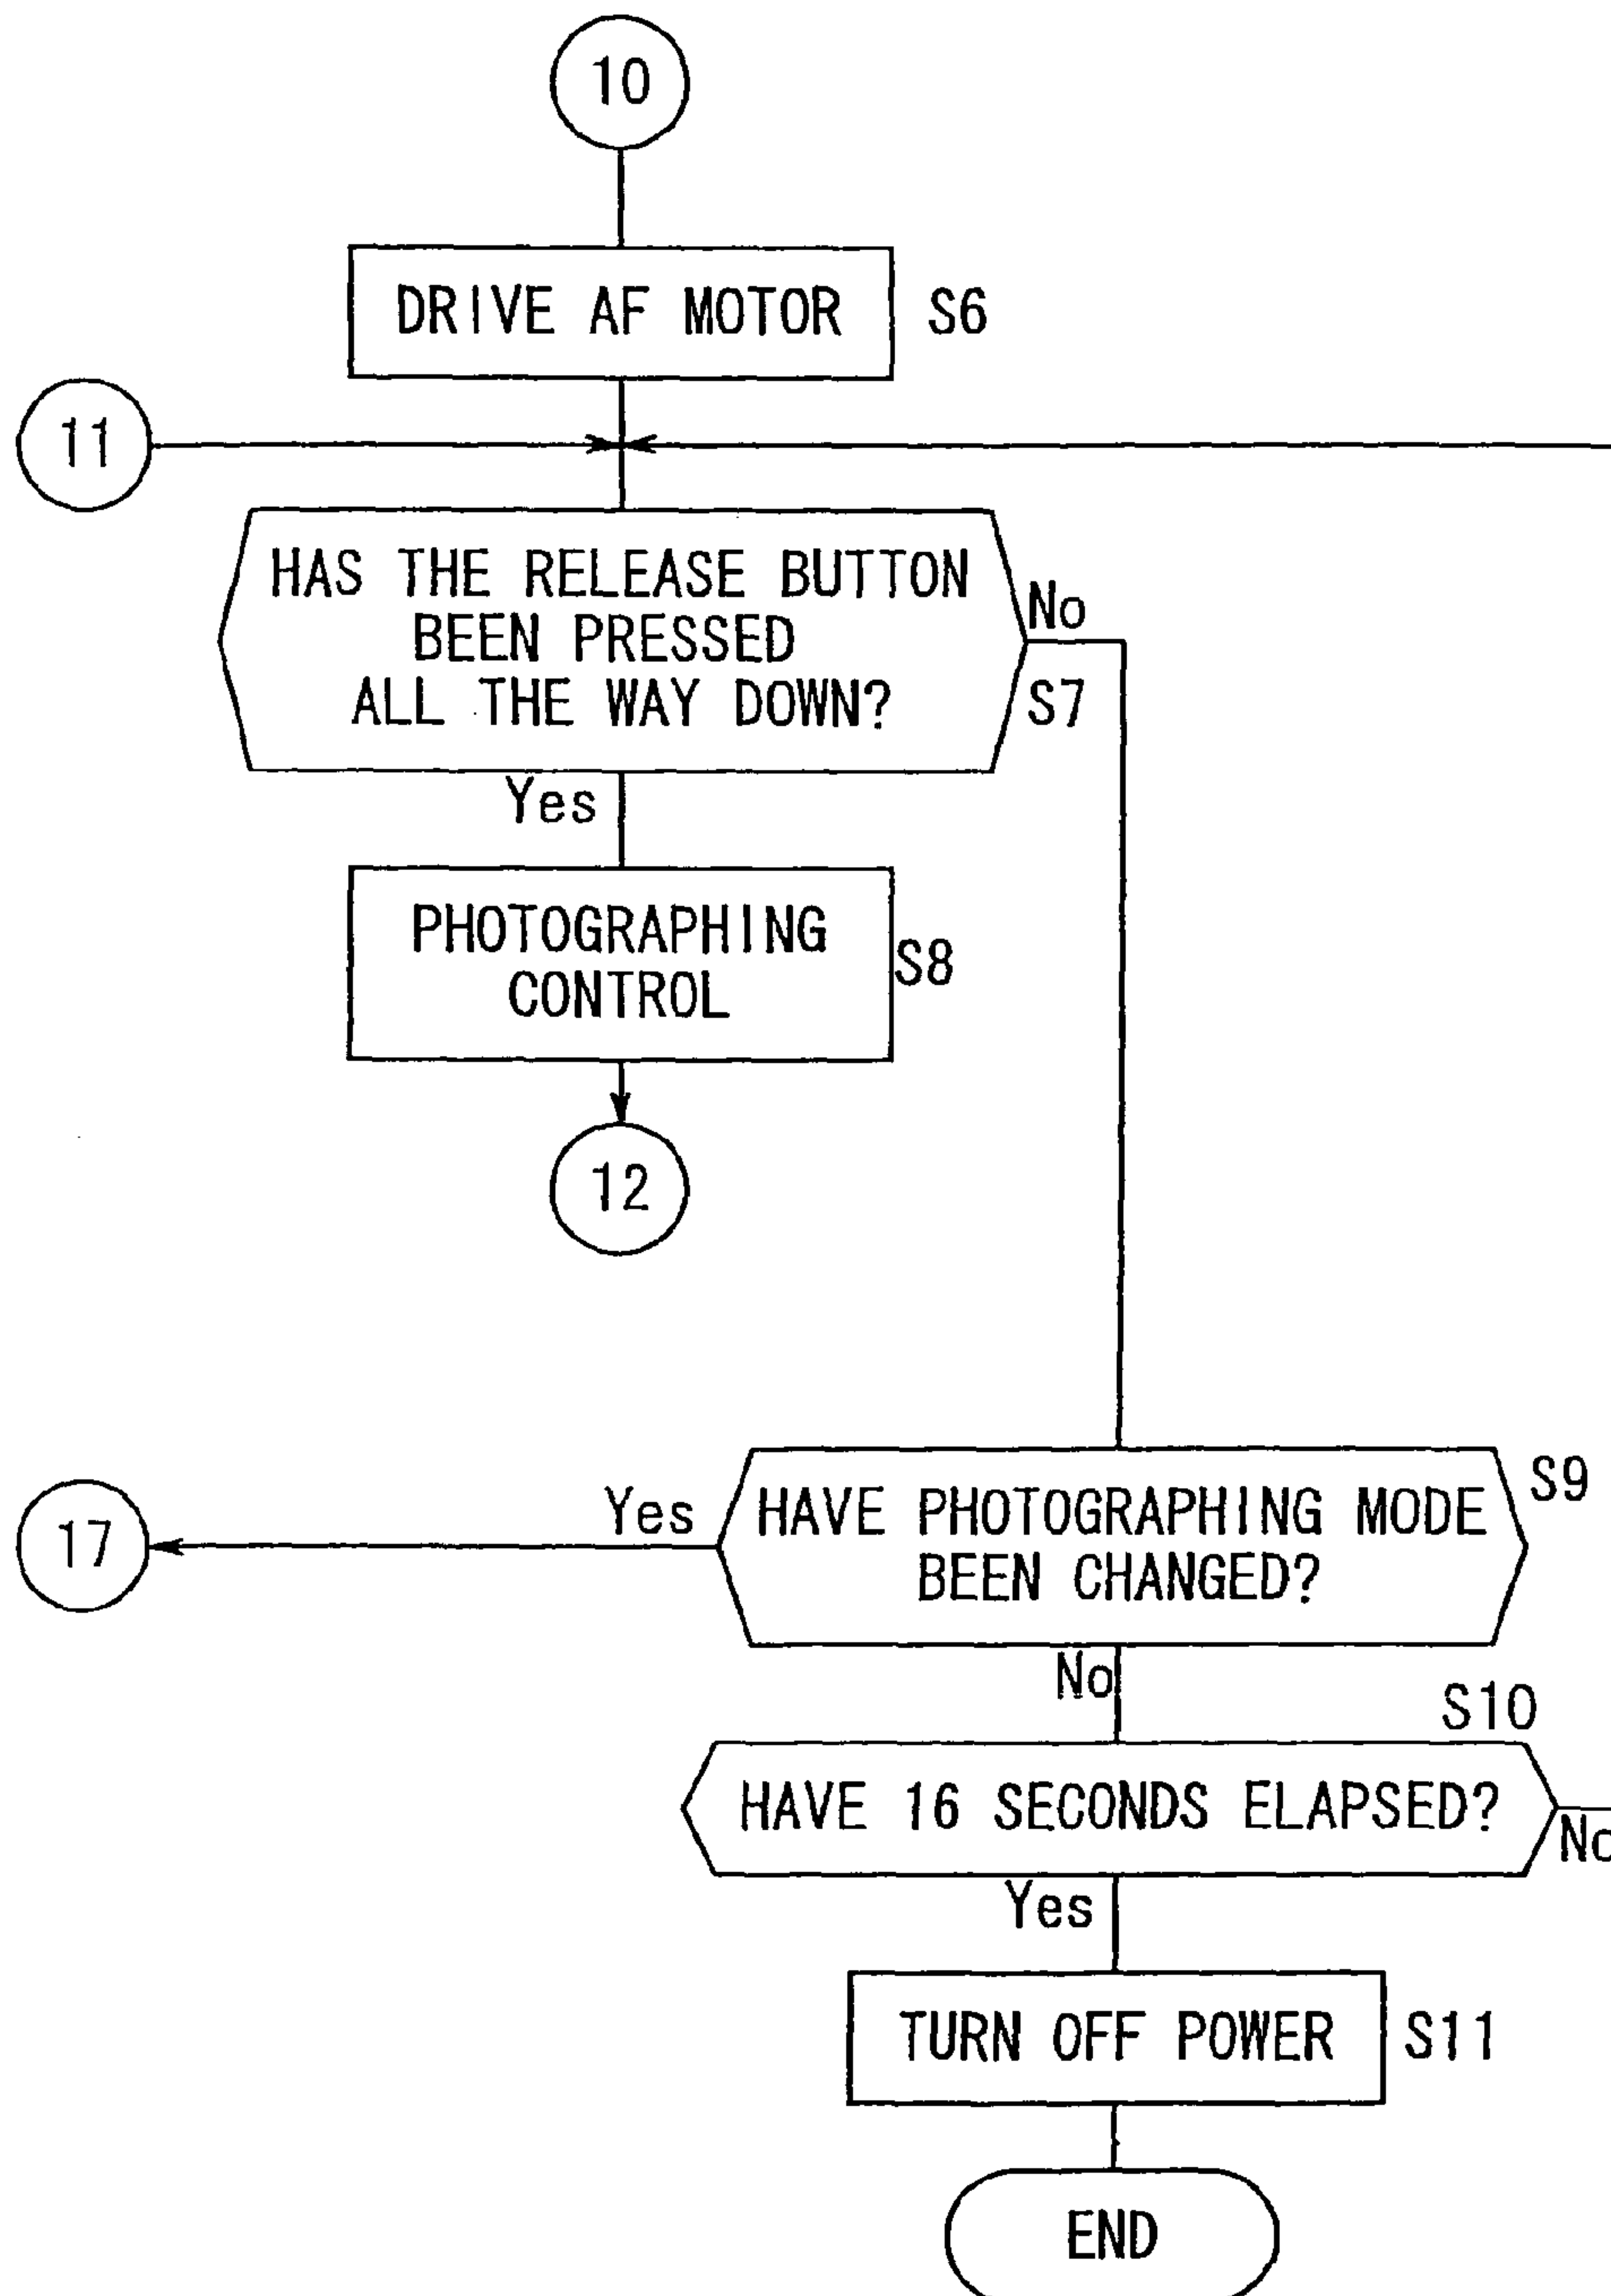 10
DRIVE AF MOTOR
S6
11
HAS THE RELEASE BUTTON
BEEN PRESSED
ALL THE WAY DOWN?
No
S7
Yes
PHOTOGRAPHING
CONTROL
S8
12
S9
HAVE PHOTOGRAPHING MODE
BEEN CHANGED?
Yes
17
No
S10
HAVE 16 SECONDS ELAPSED?
No
Yes
TURN OFF POWER
S11
END